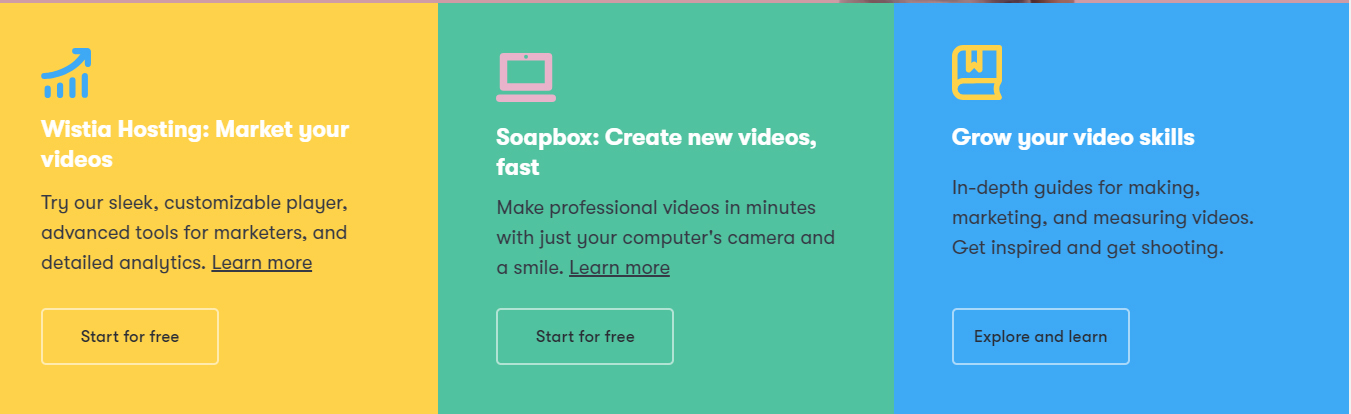 Wistia Hosting: Market your
videos
Try our sleek, customizable player,
advanced tools for marketers, and
detailed analytics. Learn more
Start for free
Soapbox: Create new videos,
fast
Make professional videos in minutes
with just your computer's camera and
a smile. Learn more
Start for free
Grow your video skills
In-depth guides for making,
marketing, and measuring videos.
Get inspired and get shooting.
Explore and learn